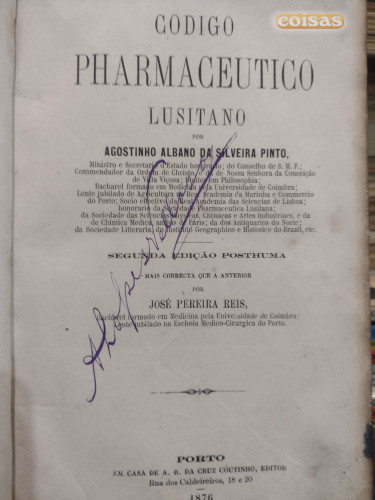 coisas
CODIGO
PHARMACEUTICO
LUSITANO
POR
AGOSTINHO ALBANO DA SILVEIRA PINTO,
Ministro e Secretario d'Estado honorario; do Conselho de S. M. F.;
Commendador da Ordem de Christo, e da de Nossa Senhora da Conceição
de Villa Viçosa; Doutor em Philosophia;
Bacharel formado em Medicina pela Universidade de Coimbra;
Lente jubilado de Agricultura da Real Academia da Marinha e Commercio
do Porto; Socio effectivo da Real Academia das Sciencias de Lisboa;
honorario da Sociedade Pharmaceutica Lusitana;
da Sociedade das Sciencias Physicas, Chimicas e Artes industriaes, e da
de Chimica Medica, ambas de París; da dos Antiquarios do Norte;
da Sociedade Litteraria, do Instituto Geographico e Historico do Brazil, etc.
SEGUNDA EDIÇÃO POSTHUMA
MAIS CORRECTA QUE A ANTERIOR
POR
JOSÉ PEREIRA REIS,
Bacharel formado em Medicina pela Universidade de Coimbra;
Lente jubilado na Eschola Medico-Cirurgica do Porto.
PORTO
EM CASA DE A. R. DA CRUZ COUTINHO, EDITOR
Rua dos Caldeireiros, 18 e 20
1876